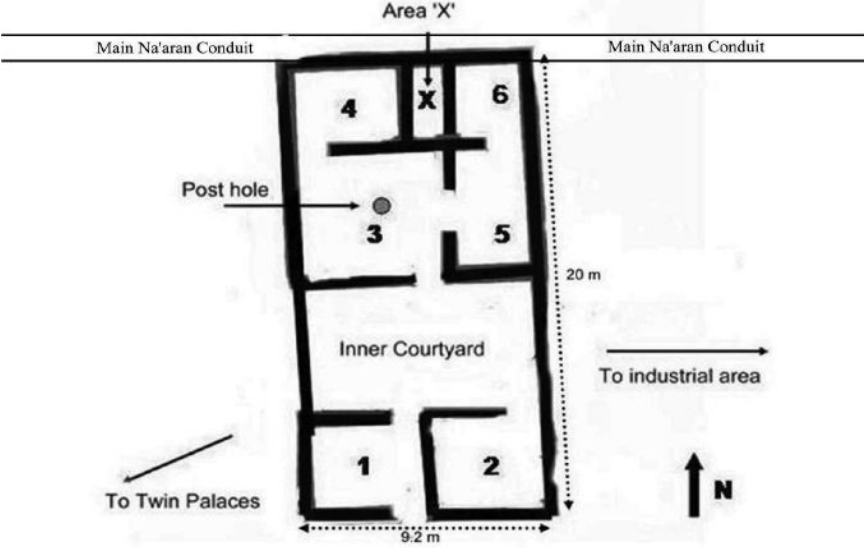 Area 'X'
Main Na'aran Conduit
Main Na'aran Conduit
4
X
6
Post hole
3
5
20 m
Inner Courtyard
To industrial area
1
2
To Twin Palaces
N
9.2 m